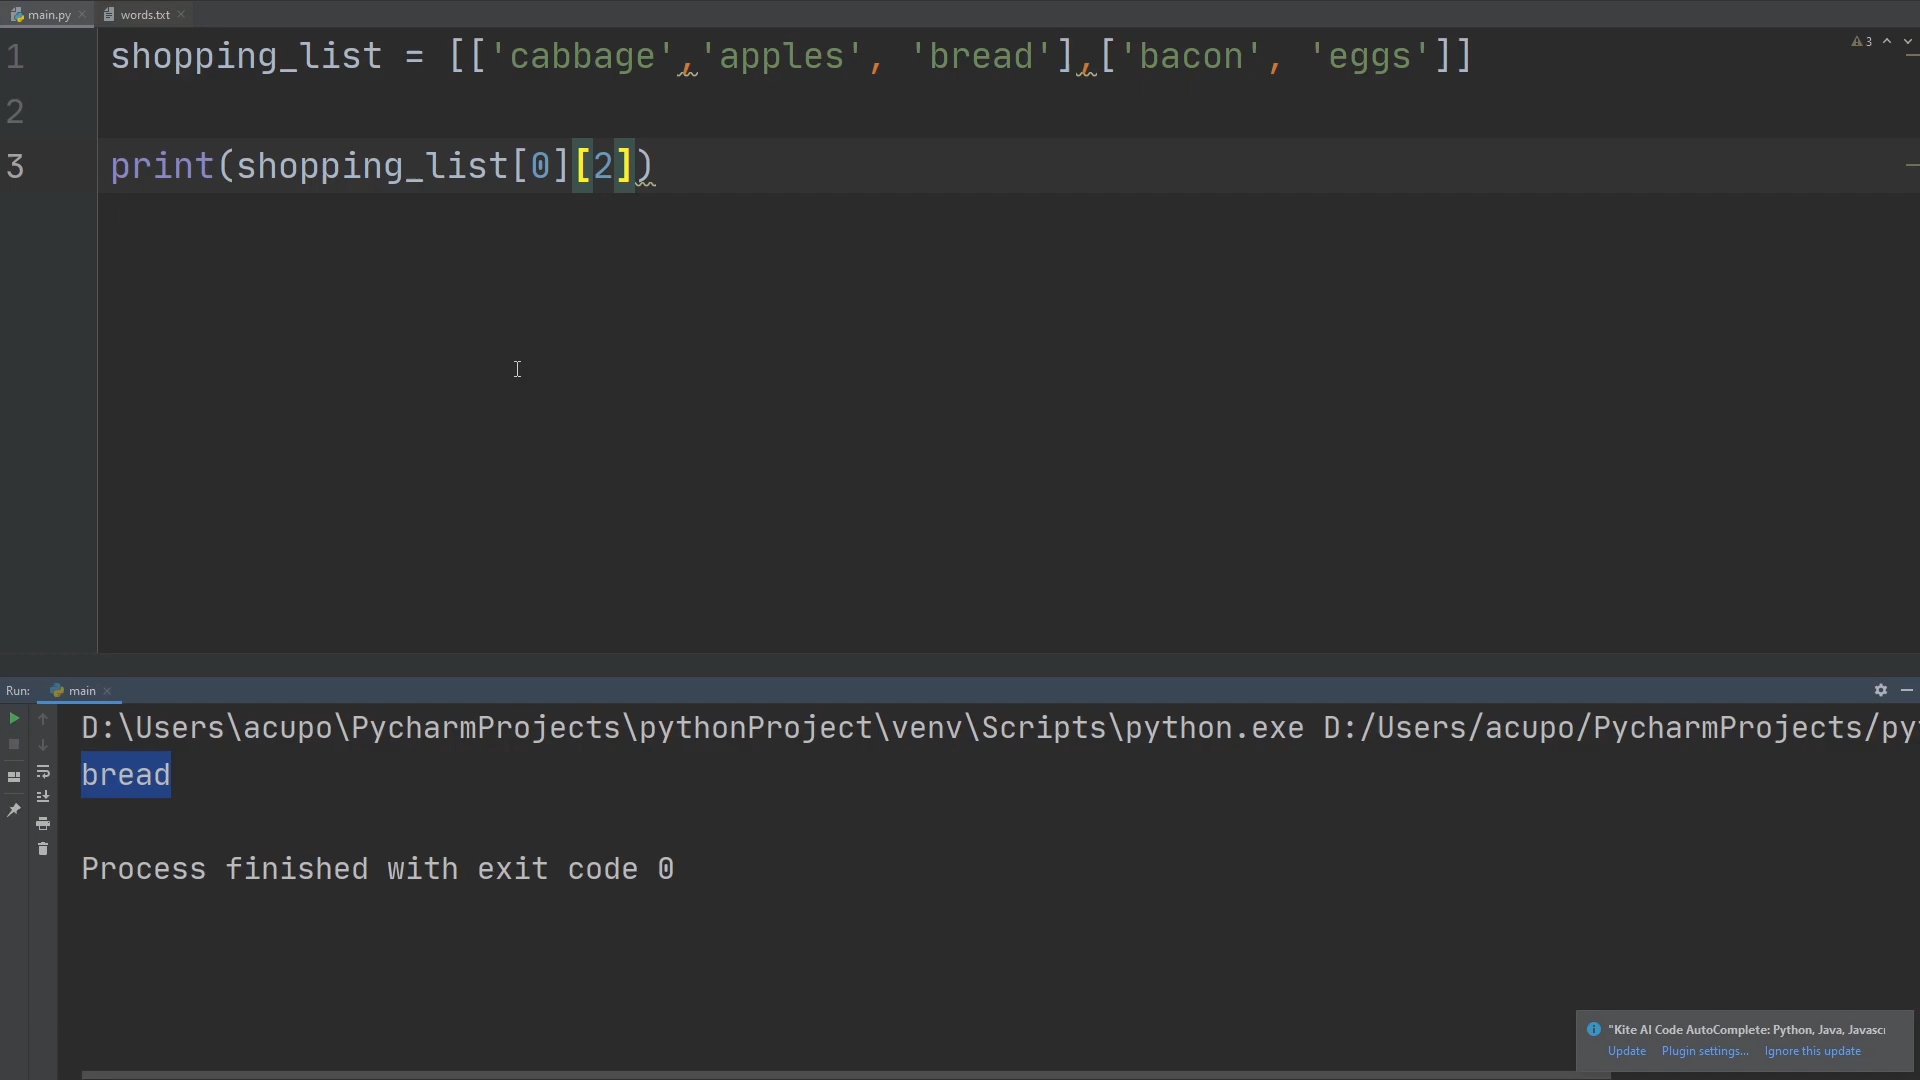 main.py
words.txt
1 shopping_list = [['cabbage','apples', 'bread'],['bacon', 'eggs']]
3
2
3 print(shopping_list[0][2])
Run: main
D:\Users\acupo\PycharmProjects\pythonProject\venv\Scripts\python.exe D:/Users/acupo/PycharmProjects/py
bread
Process finished with exit code 0
"Kite AI Code AutoComplete: Python, Java, Javasc
Update Plugin settings... Ignore this update